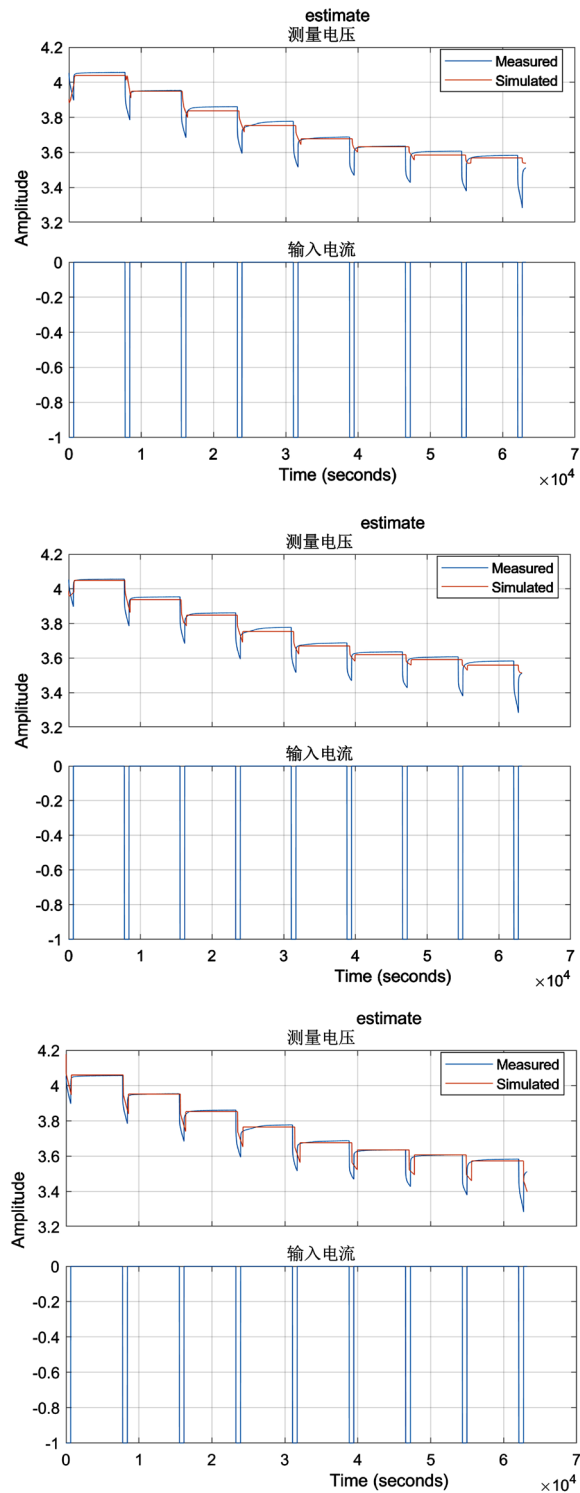 estimate
测量电压
Measured
Simulated
4.2
4
3.8
3.6
3.4
3.2
Amplitude
输入电流
0
-0.2
-0.4
-0.6
-0.8
-1
0 1 2 3 4 5 6 7
Time (seconds) ×10^4
estimate
测量电压
Measured
Simulated
4.2
4
3.8
3.6
3.4
3.2
Amplitude
输入电流
0
-0.2
-0.4
-0.6
-0.8
-1
0 1 2 3 4 5 6 7
Time (seconds) ×10^4
estimate
测量电压
Measured
Simulated
4.2
4
3.8
3.6
3.4
3.2
Amplitude
输入电流
0
-0.2
-0.4
-0.6
-0.8
-1
0 1 2 3 4 5 6 7
Time (seconds) ×10^4